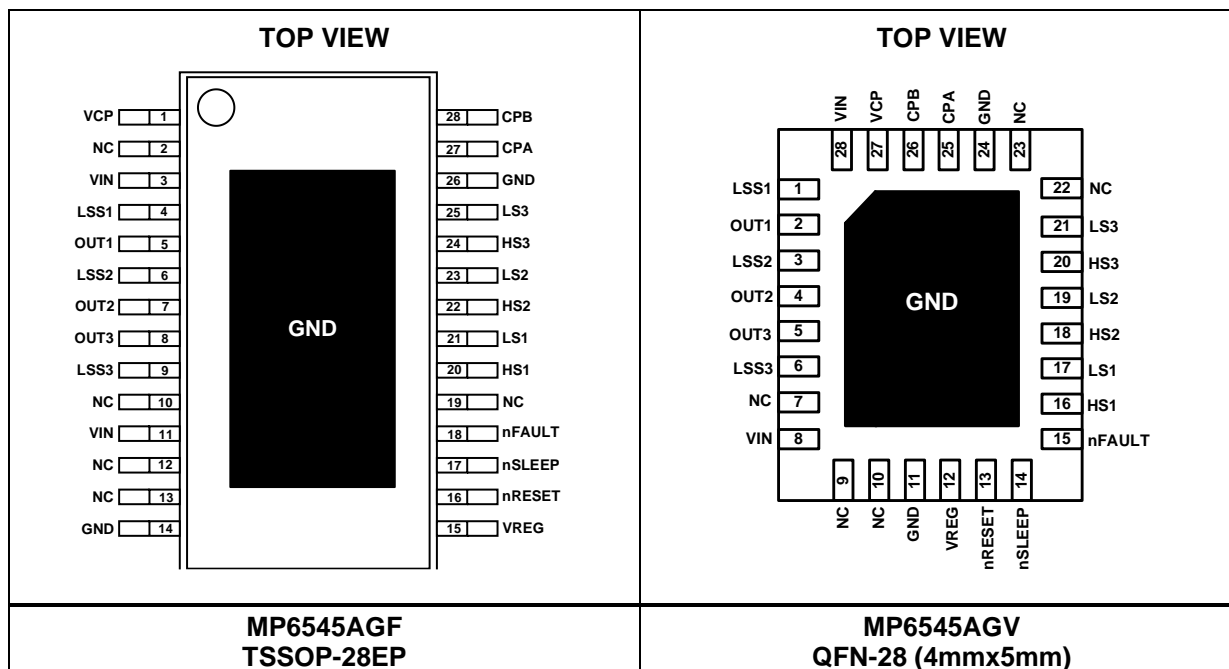 TOP VIEW
VCP 1
NC 2
VIN 3
LSS1 4
OUT1 5
LSS2 6
OUT2 7
OUT3 8
LSS3 9
NC 10
VIN 11
NC 12
NC 13
GND 14
GND
28 CPB
27 CPA
26 GND
25 LS3
24 HS3
23 LS2
22 HS2
21 LS1
20 HS1
19 NC
18 nFAULT
17 nSLEEP
16 nRESET
15 VREG
MP6545AGF
TSSOP-28EP
TOP VIEW
VIN VCP CPB CPA GND NC
28 27 26 25 24 23
LSS1 1
OUT1 2
LSS2 3
OUT2 4
OUT3 5
LSS3 6
NC 7
VIN 8
GND
22 NC
21 LS3
20 HS3
19 LS2
18 HS2
17 LS1
16 HS1
15 nFAULT
9 10 11 12 13 14
NC NC GND VREG nRESET nSLEEP
MP6545AGV
QFN-28 (4mmx5mm)